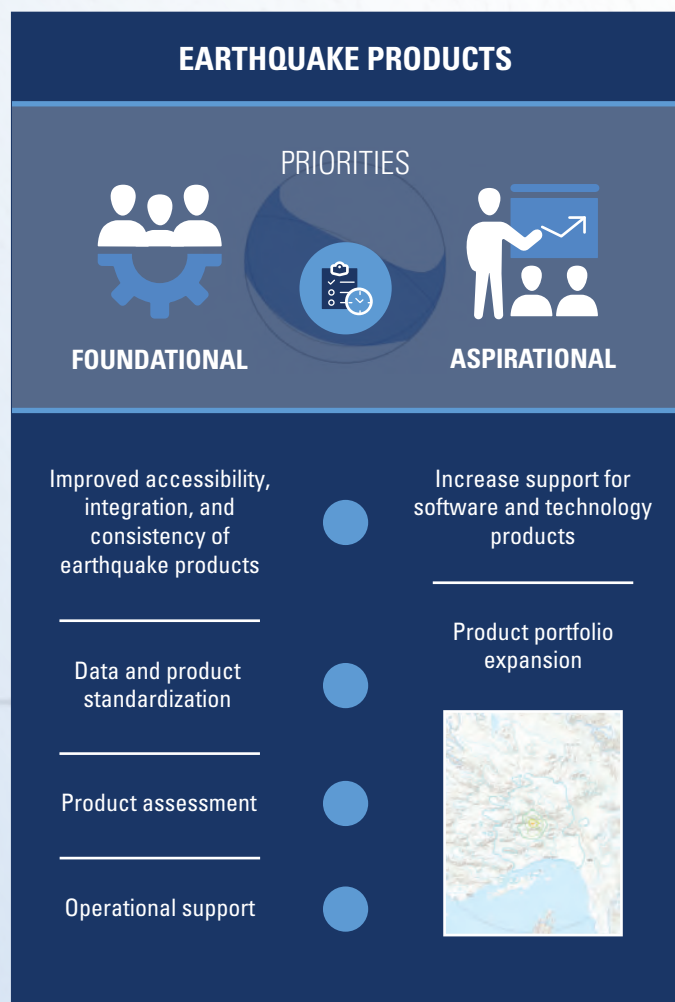 EARTHQUAKE PRODUCTS
PRIORITIES
FOUNDATIONAL
ASPIRATIONAL
Improved accessibility,
integration, and
consistency of
earthquake products
Data and product
standardization
Product assessment
Operational support
Increase support for
software and technology
products
Product portfolio
expansion